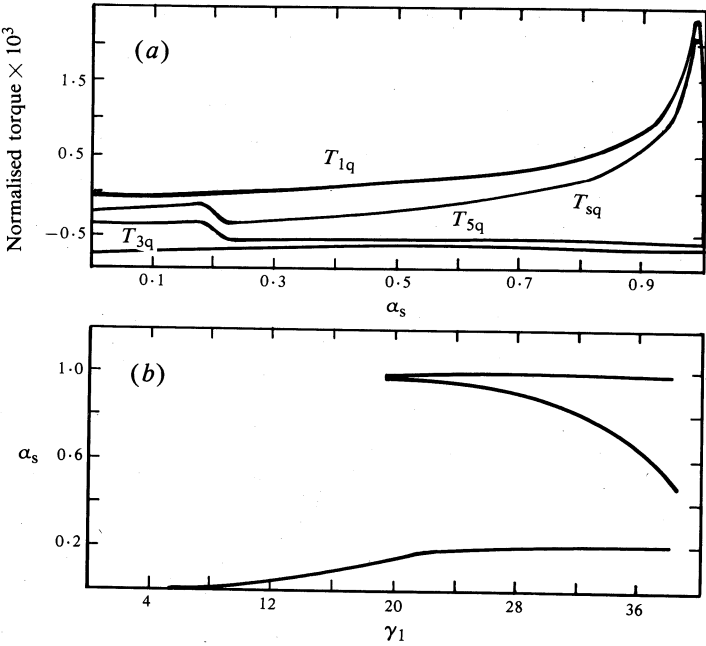 Normalised torque × 10³
(a)
1·5
0·5
−0·5
T1q
Tsq
T5q
T3q
0·1 0·3 0·5 0·7 0·9
αs
(b)
1·0
αs 0·6
0·2
4 12 20 28 36
γ1